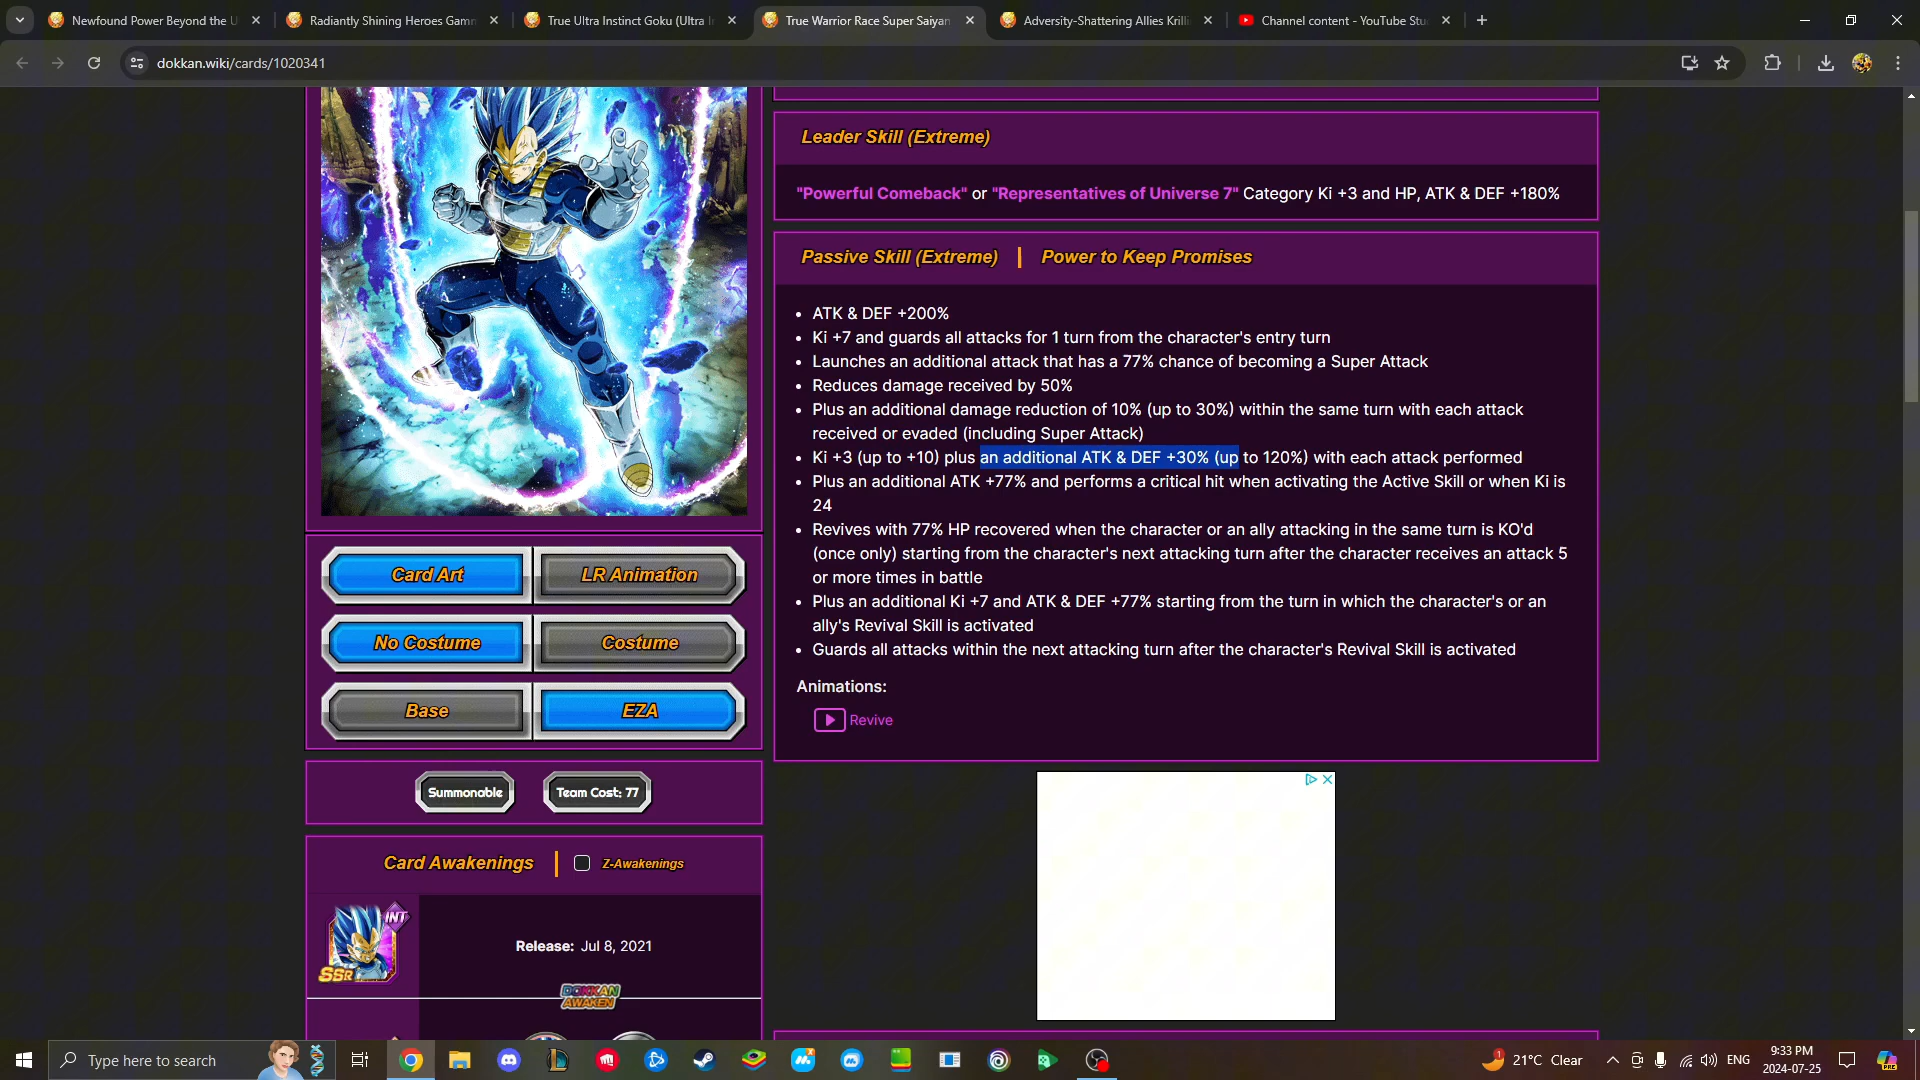 Newfound Power Beyond the U
Radiantly Shining Heroes Gamm
True Ultra Instinct Goku (Ultra I
True Warrior Race Super Saiyan
Adversity-Shattering Allies Krilli
Channel content - YouTube Stu
dokkan.wiki/cards/1020341
Leader Skill (Extreme)
"Powerful Comeback" or "Representatives of Universe 7" Category Ki +3 and HP, ATK & DEF +180%
Passive Skill (Extreme) | Power to Keep Promises
• ATK & DEF +200%
• Ki +7 and guards all attacks for 1 turn from the character's entry turn
• Launches an additional attack that has a 77% chance of becoming a Super Attack
• Reduces damage received by 50%
• Plus an additional damage reduction of 10% (up to 30%) within the same turn with each attack
received or evaded (including Super Attack)
• Ki +3 (up to +10) plus an additional ATK & DEF +30% (up to 120%) with each attack performed
• Plus an additional ATK +77% and performs a critical hit when activating the Active Skill or when Ki is
24
• Revives with 77% HP recovered when the character or an ally attacking in the same turn is KO'd
(once only) starting from the character's next attacking turn after the character receives an attack 5
or more times in battle
• Plus an additional Ki +7 and ATK & DEF +77% starting from the turn in which the character's or an
ally's Revival Skill is activated
• Guards all attacks within the next attacking turn after the character's Revival Skill is activated
Animations:
Revive
Card Art
LR Animation
No Costume
Costume
Base
EZA
Summonable
Team Cost: 77
Card Awakenings | Z-Awakenings
INT
SSR
Release: Jul 8, 2021
DOKKAN
AWAKEN
Type here to search
21°C Clear
ENG
9:33 PM
2024-07-25